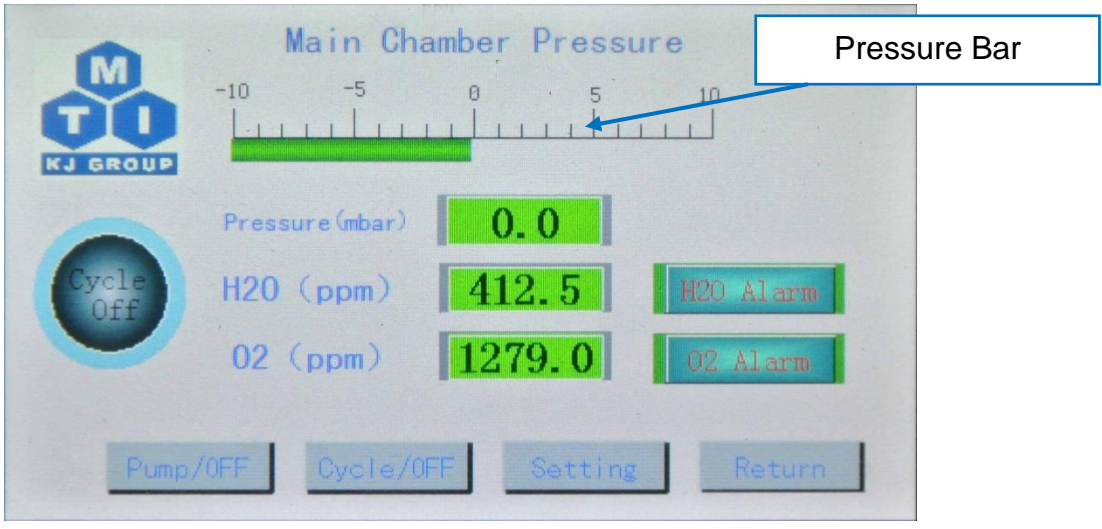 Main Chamber Pressure
Pressure Bar
-10 -5 0 5 10
M
T I
KJ GROUP
Pressure(mbar) 0.0
Cycle
Off
H2O (ppm) 412.5 H2O Alarm
O2 (ppm) 1279.0 O2 Alarm
Pump/OFF Cycle/OFF Setting Return